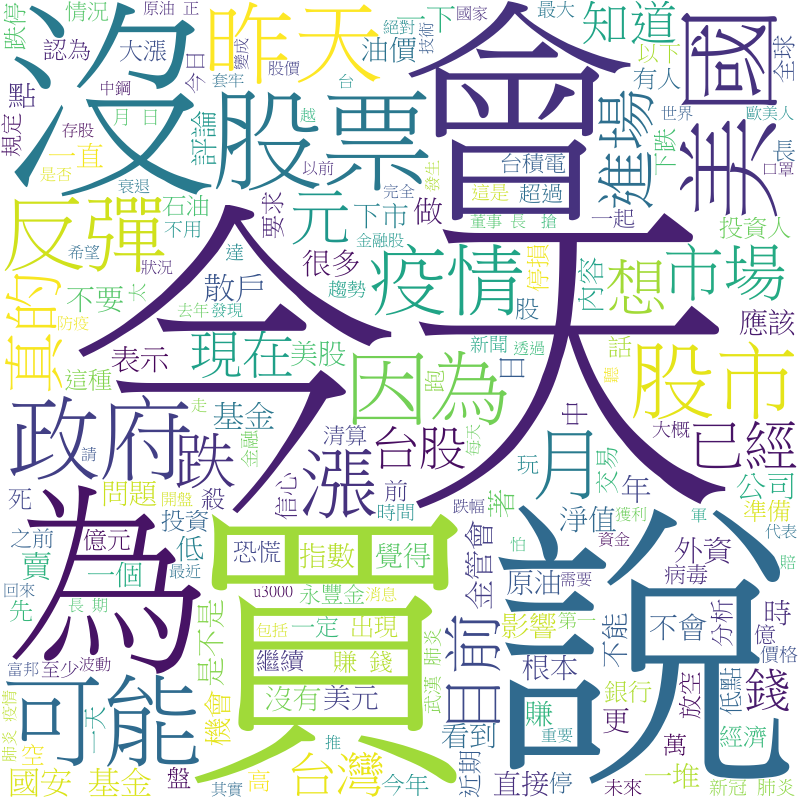 跌停
原油 正
情況
昨天
一下
國家
絕對
最大
知道
會
美國
認為
大漲
今日
變成
油價
技術
以下
有人
全球
點
中鋼
套牢
股價
台
沒
股票
規定
月 日
存股
評論
越
進場
世界
歐美人
下跌
長
口罩
一直
是否
衰退
以前
完全
發生
台積電
這是
超過
反彈
石油
要求
元
下市
做
董事 長 搶
一起
投資人
希望
不用
達
金融股
疫情
停損
內容
想
市場
真的
不要
太
狀況
散戶
很多
趨勢
今天
股
應該
去年
發現
防疫
表示
現在
美股
新聞
透過
日
話
股市
這種
跑
因為
聽
政府
走
基金
跌
金融
請
清算
台股
每天
中
月
大概
已經
漲
玩
交易
死
問題
開盤
殺
信心
前
時間
跌幅
著
年
獲利
公司
準備
為
之前
投資
億元
低
買
恐慌
指數
覺得
金管會
淨值
軍
怕
資金
代表
賣
一個
最近
說
外資
病毒
賠
回來
先
長 期
u3000
永豐金
消息
原油
需要
是不是
包括
一定
出現
目前
影響
第一
不能
不會
億
分析
時
富邦
至少
波動
可能
繼續
賺 錢
武漢 肺炎
根本
價格
機會
沒有
美元
看到
賺
銀行
放空
低點
錢
經濟
肺炎 疫情
一天
空
推
近期
更
重要
萬
國安 基金
盤
其實
高
台灣
今年
直接
停
未來
一堆
新冠 肺炎